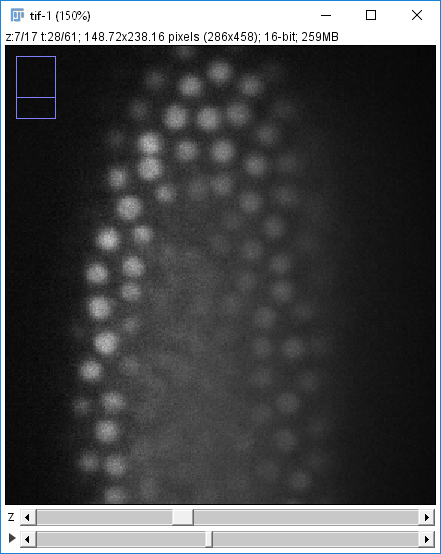 tif-1 (150%)
z:7/17 t:28/61; 148.72x238.16 pixels (286x458); 16-bit; 259MB
z